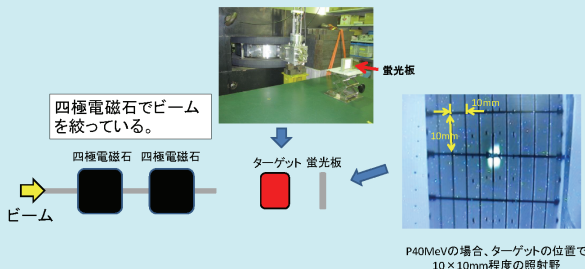 蛍光板
四極電磁石でビーム
を絞っている。
四極電磁石 四極電磁石
ターゲット 蛍光板
ビーム
10mm
10mm
P40MeVの場合、ターゲットの位置で
10×10mm程度の照射野